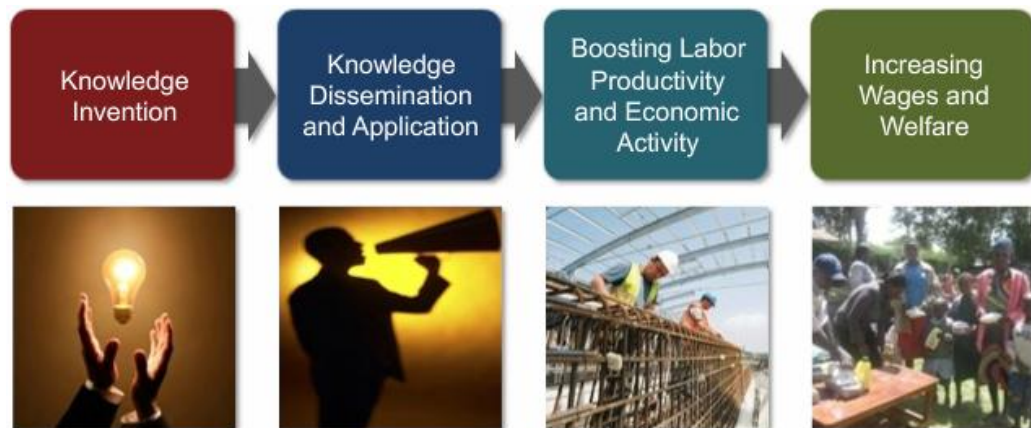 Knowledge
Invention
Knowledge
Dissemination
and Application
Boosting Labor
Productivity
and Economic
Activity
Increasing
Wages and
Welfare